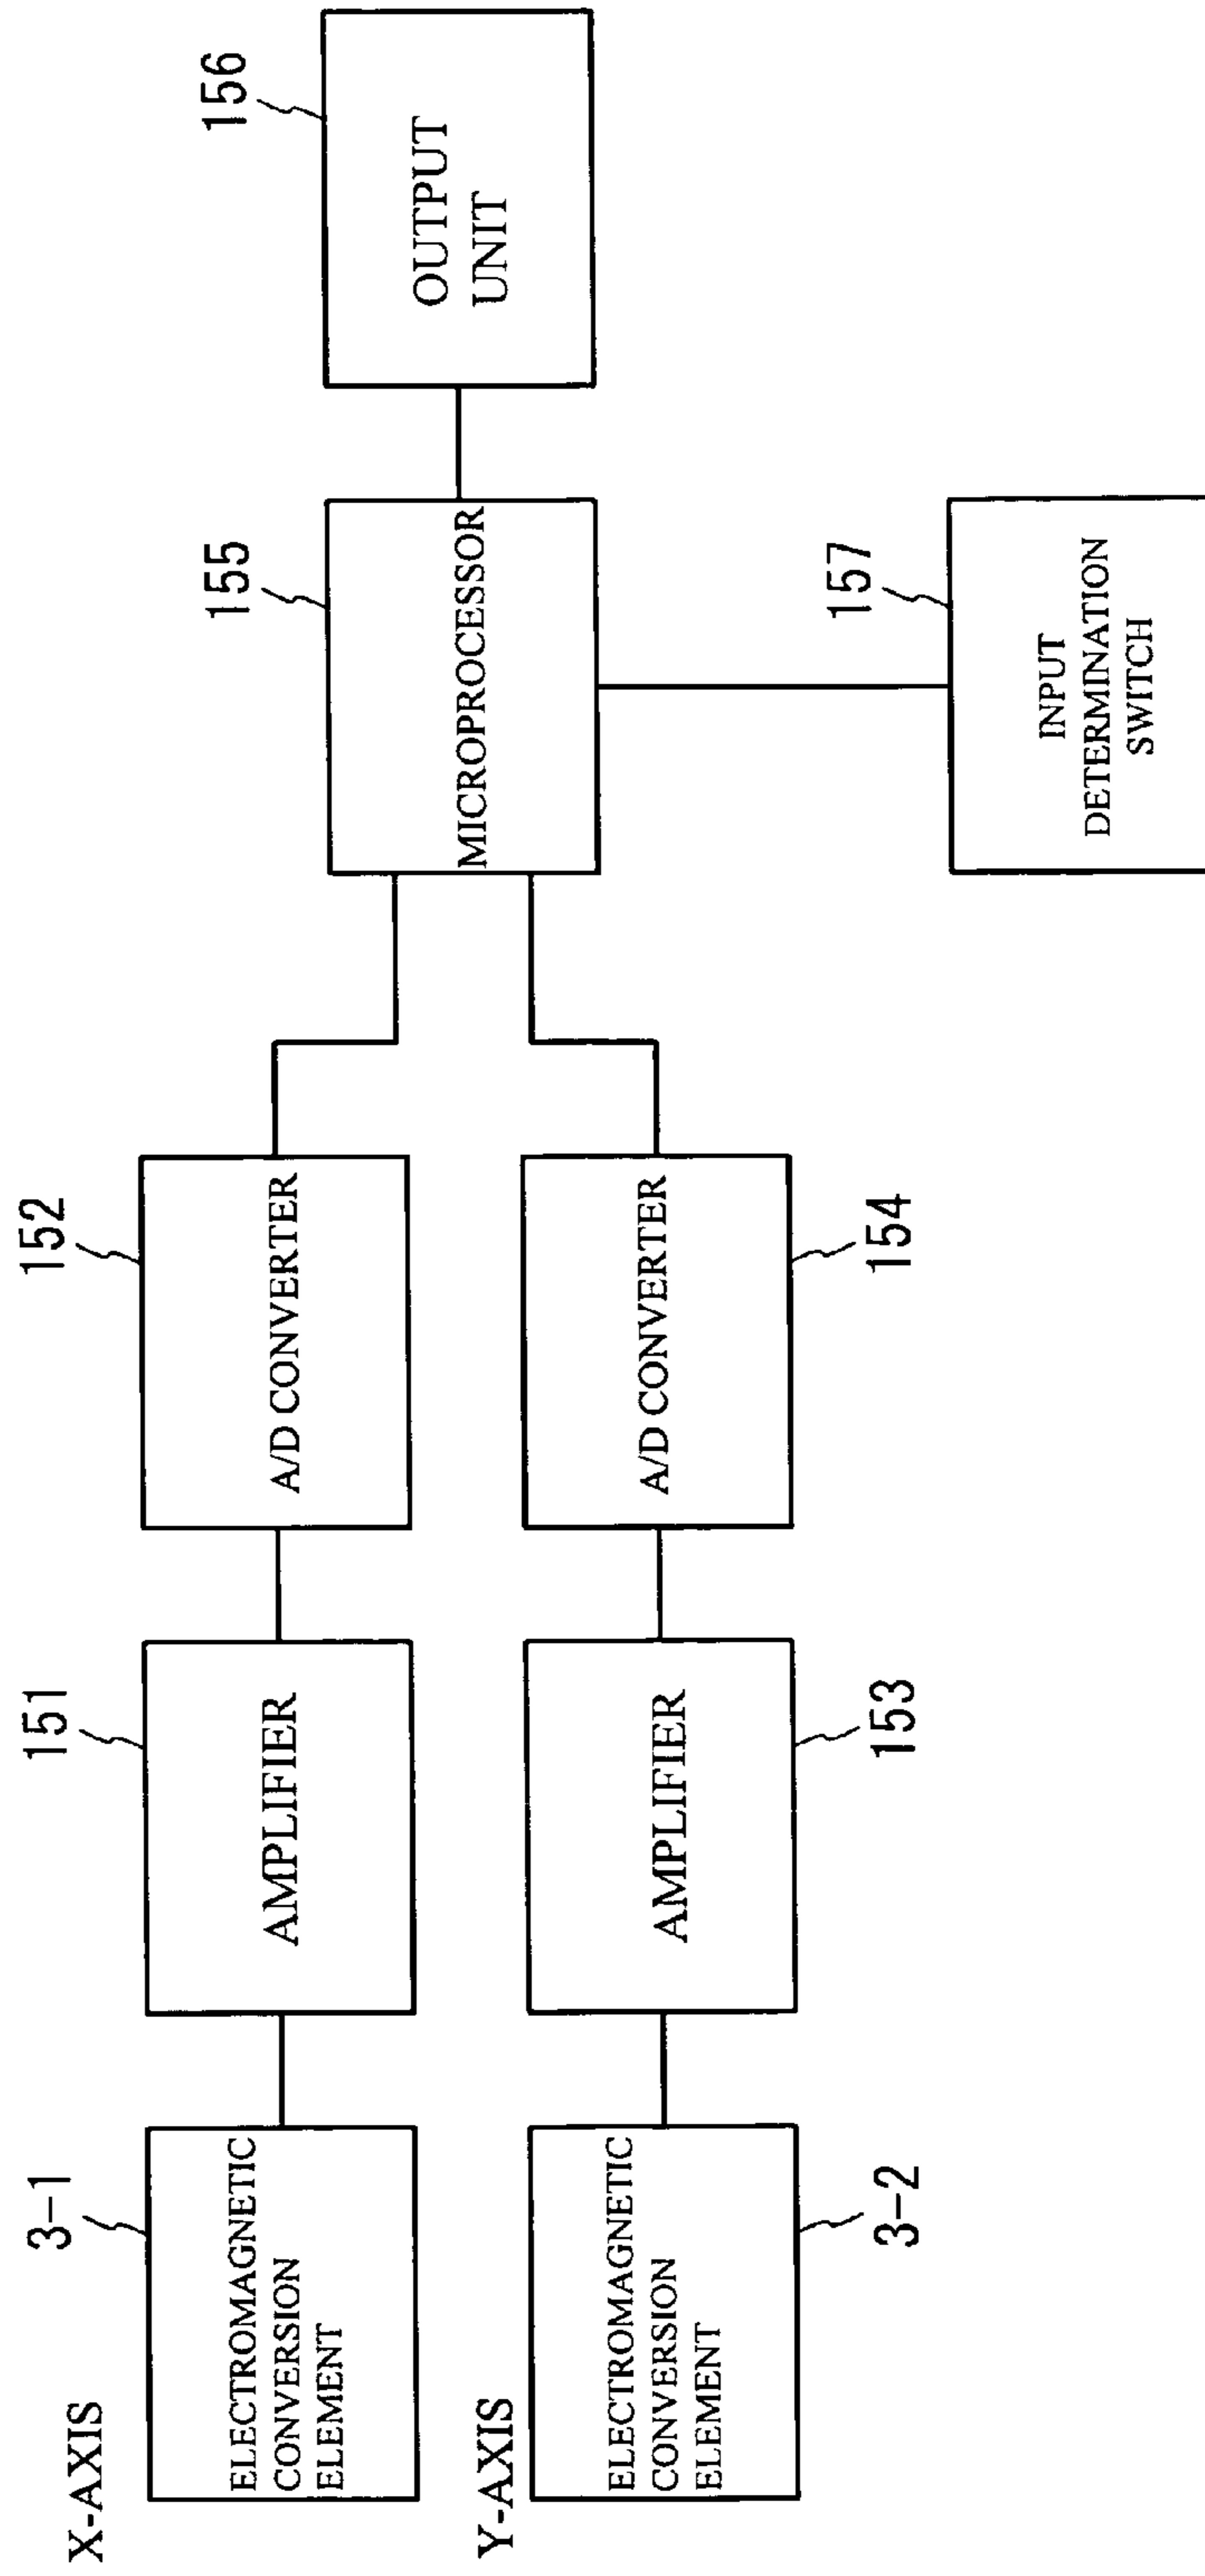 X-AXIS
3-1
ELECTROMAGNETIC
CONVERSION
ELEMENT
151
AMPLIFIER
152
A/D CONVERTER
Y-AXIS
ELECTROMAGNETIC
CONVERSION
ELEMENT
3-2
AMPLIFIER
153
A/D CONVERTER
154
155
MICROPROCESSOR
156
OUTPUT
UNIT
157
INPUT
DETERMINATION
SWITCH